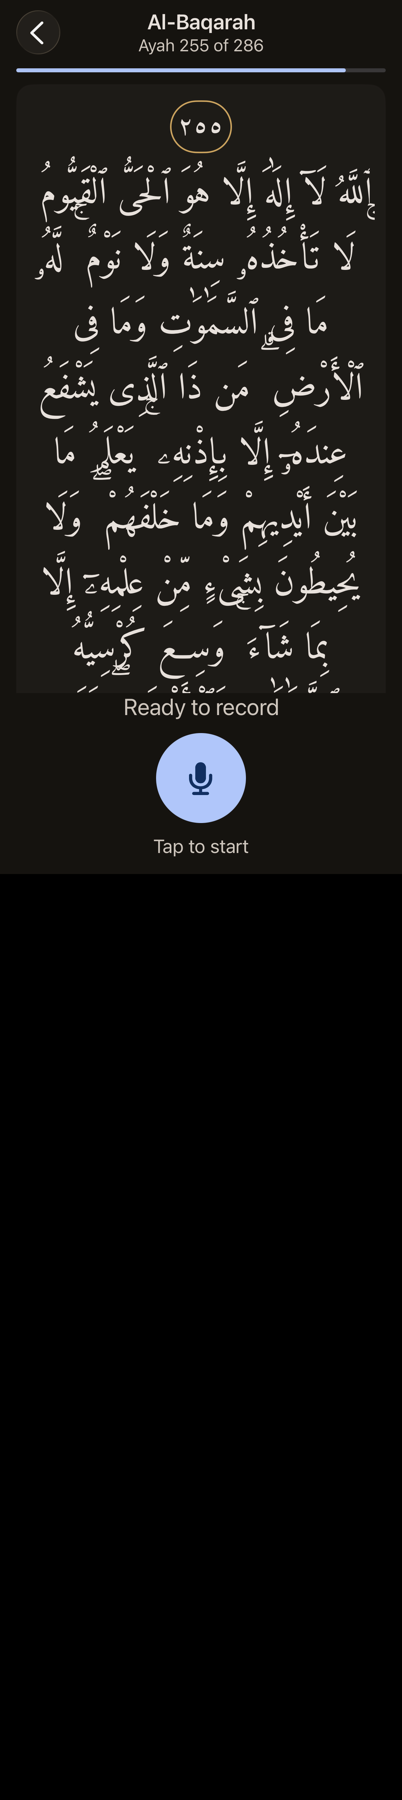 Al-Baqarah
Ayah 255 of 286
٢٥٥
ٱللَّهُ لَآ إِلَـٰهَ إِلَّا هُوَ ٱلْحَىُّ ٱلْقَيُّومُ ۚ
لَا تَأْخُذُهُۥ سِنَةٌ وَلَا نَوْمٌ ۚ لَّهُۥ
مَا فِى ٱلسَّمَـٰوَٰتِ وَمَا فِى
ٱلْأَرْضِ ۗ مَن ذَا ٱلَّذِى يَشْفَعُ
عِندَهُۥٓ إِلَّا بِإِذْنِهِۦ ۚ يَعْلَمُ مَا
بَيْنَ أَيْدِيهِمْ وَمَا خَلْفَهُمْ ۖ وَلَا
يُحِيطُونَ بِشَىْءٍ مِّنْ عِلْمِهِۦٓ إِلَّا
بِمَا شَآءَ ۚ وَسِعَ كُرْسِيُّهُ
Ready to record
Tap to start